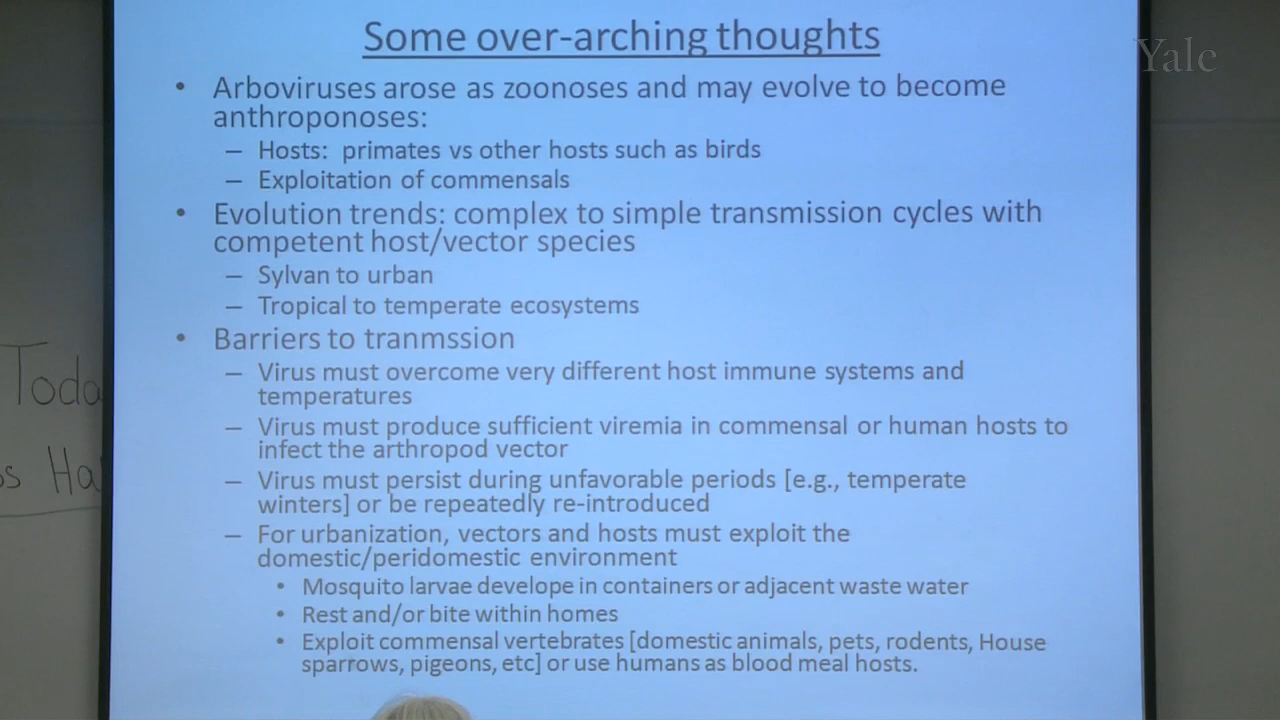 Some over-arching thoughts
Yale
• Arboviruses arose as zoonoses and may evolve to become
anthroponoses:
– Hosts: primates vs other hosts such as birds
– Exploitation of commensals
• Evolution trends: complex to simple transmission cycles with
competent host/vector species
– Sylvan to urban
– Tropical to temperate ecosystems
• Barriers to tranmssion
– Virus must overcome very different host immune systems and
temperatures
– Virus must produce sufficient viremia in commensal or human hosts to
infect the arthropod vector
– Virus must persist during unfavorable periods [e.g., temperate
winters] or be repeatedly re-introduced
– For urbanization, vectors and hosts must exploit the
domestic/peridomestic environment
• Mosquito larvae develope in containers or adjacent waste water
• Rest and/or bite within homes
• Exploit commensal vertebrates [domestic animals, pets, rodents, House
sparrows, pigeons, etc] or use humans as blood meal hosts.
Toda
os Ha